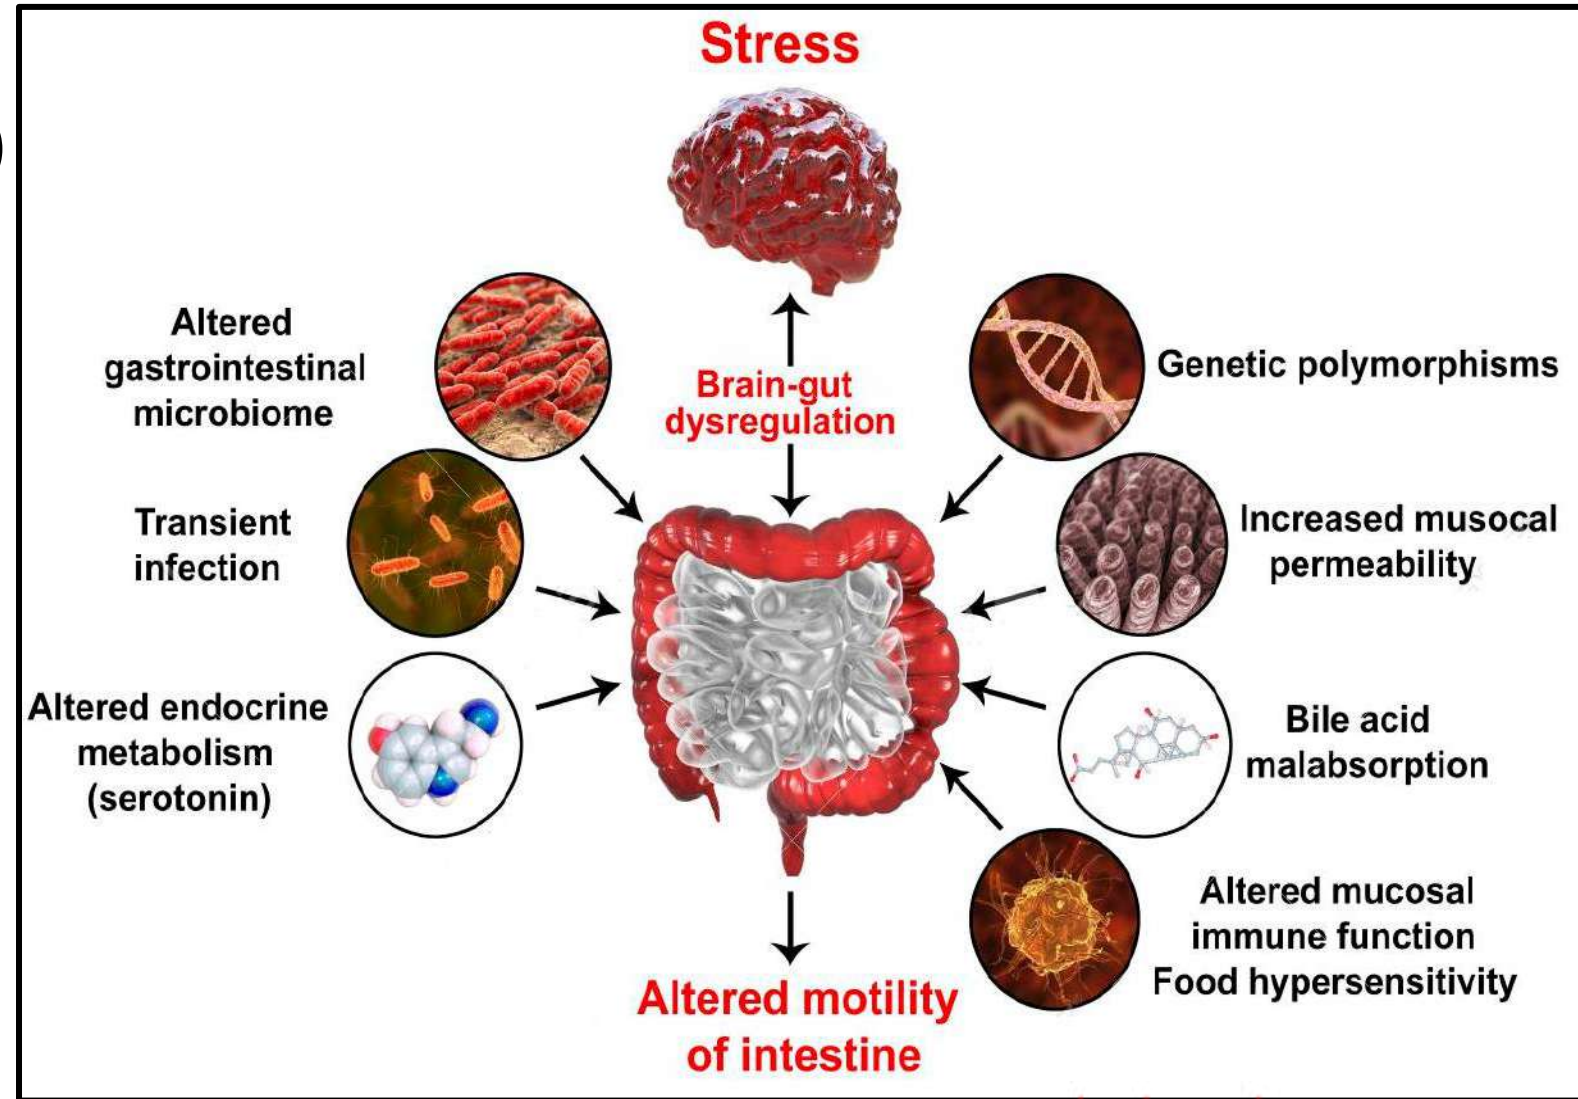 Stress
Altered
gastrointestinal
microbiome
Brain-gut
dysregulation
Genetic polymorphisms
Transient
infection
Increased musocal
permeability
Altered endocrine
metabolism
(serotonin)
Bile acid
malabsorption
Altered mucosal
immune function
Food hypersensitivity
Altered motility
of intestine